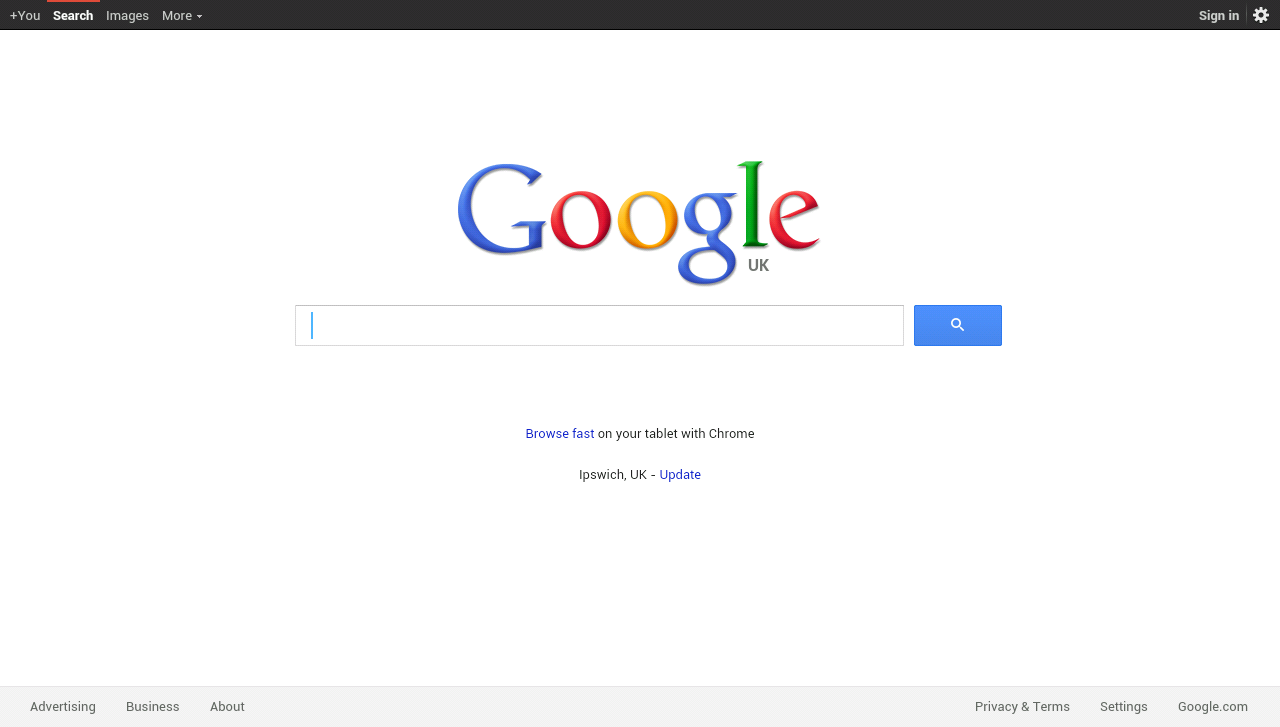 +You Search Images More Sign in
Google
UK
Browse fast on your tablet with Chrome
Ipswich, UK - Update
Advertising Business About Privacy & Terms Settings Google.com